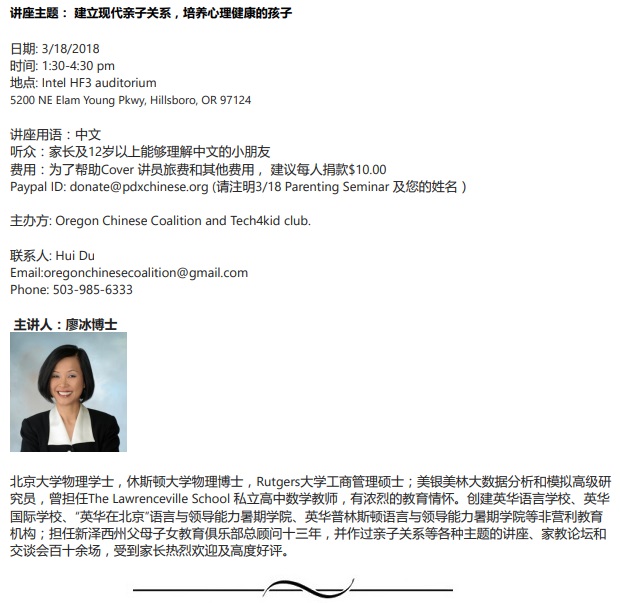 讲座主题： 建立现代亲子关系，培养心理健康的孩子
日期: 3/18/2018
时间: 1:30-4:30 pm
地点: Intel HF3 auditorium
5200 NE Elam Young Pkwy, Hillsboro, OR 97124
讲座用语：中文
听众：家长及12岁以上能够理解中文的小朋友
费用：为了帮助Cover 讲员旅费和其他费用， 建议每人捐款$10.00
Paypal ID: donate@pdxchinese.org (请注明3/18 Parenting Seminar 及您的姓名 )
主办方: Oregon Chinese Coalition and Tech4kid club.
联系人: Hui Du
Email:oregonchinesecoalition@gmail.com
Phone: 503-985-6333
主讲人：廖冰博士
北京大学物理学士，休斯顿大学物理博士，Rutgers大学工商管理硕士；美银美林大数据分析和模拟高级研
究员，曾担任The Lawrenceville School 私立高中数学教师，有浓烈的教育情怀。创建英华语言学校、英华
国际学校、“英华在北京”语言与领导能力暑期学院、英华普林斯顿语言与领导能力暑期学院等非营利教育
机构；担任新泽西州父母子女教育俱乐部总顾问十三年，并作过亲子关系等各种主题的讲座、家教论坛和
交谈会百十余场，受到家长热烈欢迎及高度好评。